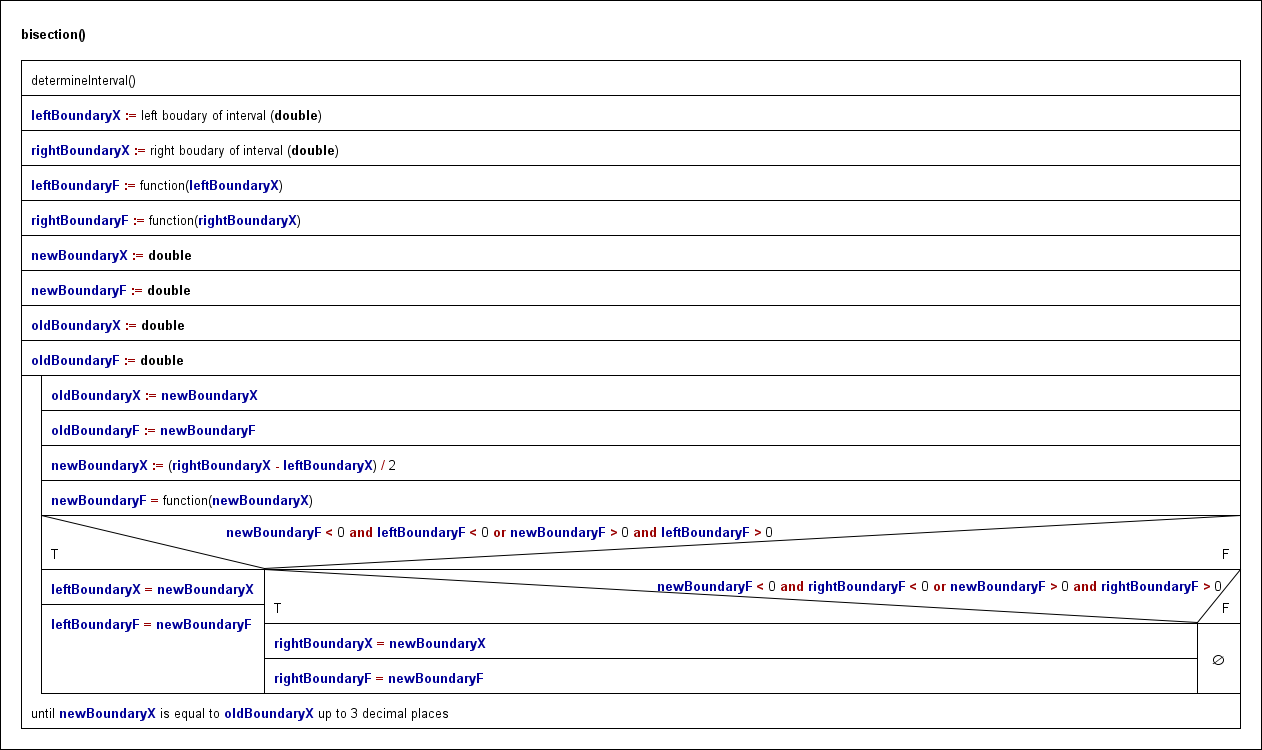 bisection()
determineInterval()
leftBoundaryX := left boudary of interval (double)
rightBoundaryX := right boudary of interval (double)
leftBoundaryF := function(leftBoundaryX)
rightBoundaryF := function(rightBoundaryX)
newBoundaryX := double
newBoundaryF := double
oldBoundaryX := double
oldBoundaryF := double
oldBoundaryX := newBoundaryX
oldBoundaryF := newBoundaryF
newBoundaryX := (rightBoundaryX - leftBoundaryX) / 2
newBoundaryF = function(newBoundaryX)
newBoundaryF < 0 and leftBoundaryF < 0 or newBoundaryF > 0 and leftBoundaryF > 0
T
F
leftBoundaryX = newBoundaryX
leftBoundaryF = newBoundaryF
newBoundaryF < 0 and rightBoundaryF < 0 or newBoundaryF > 0 and rightBoundaryF > 0
T
F
rightBoundaryX = newBoundaryX
rightBoundaryF = newBoundaryF
∅
until newBoundaryX is equal to oldBoundaryX up to 3 decimal places